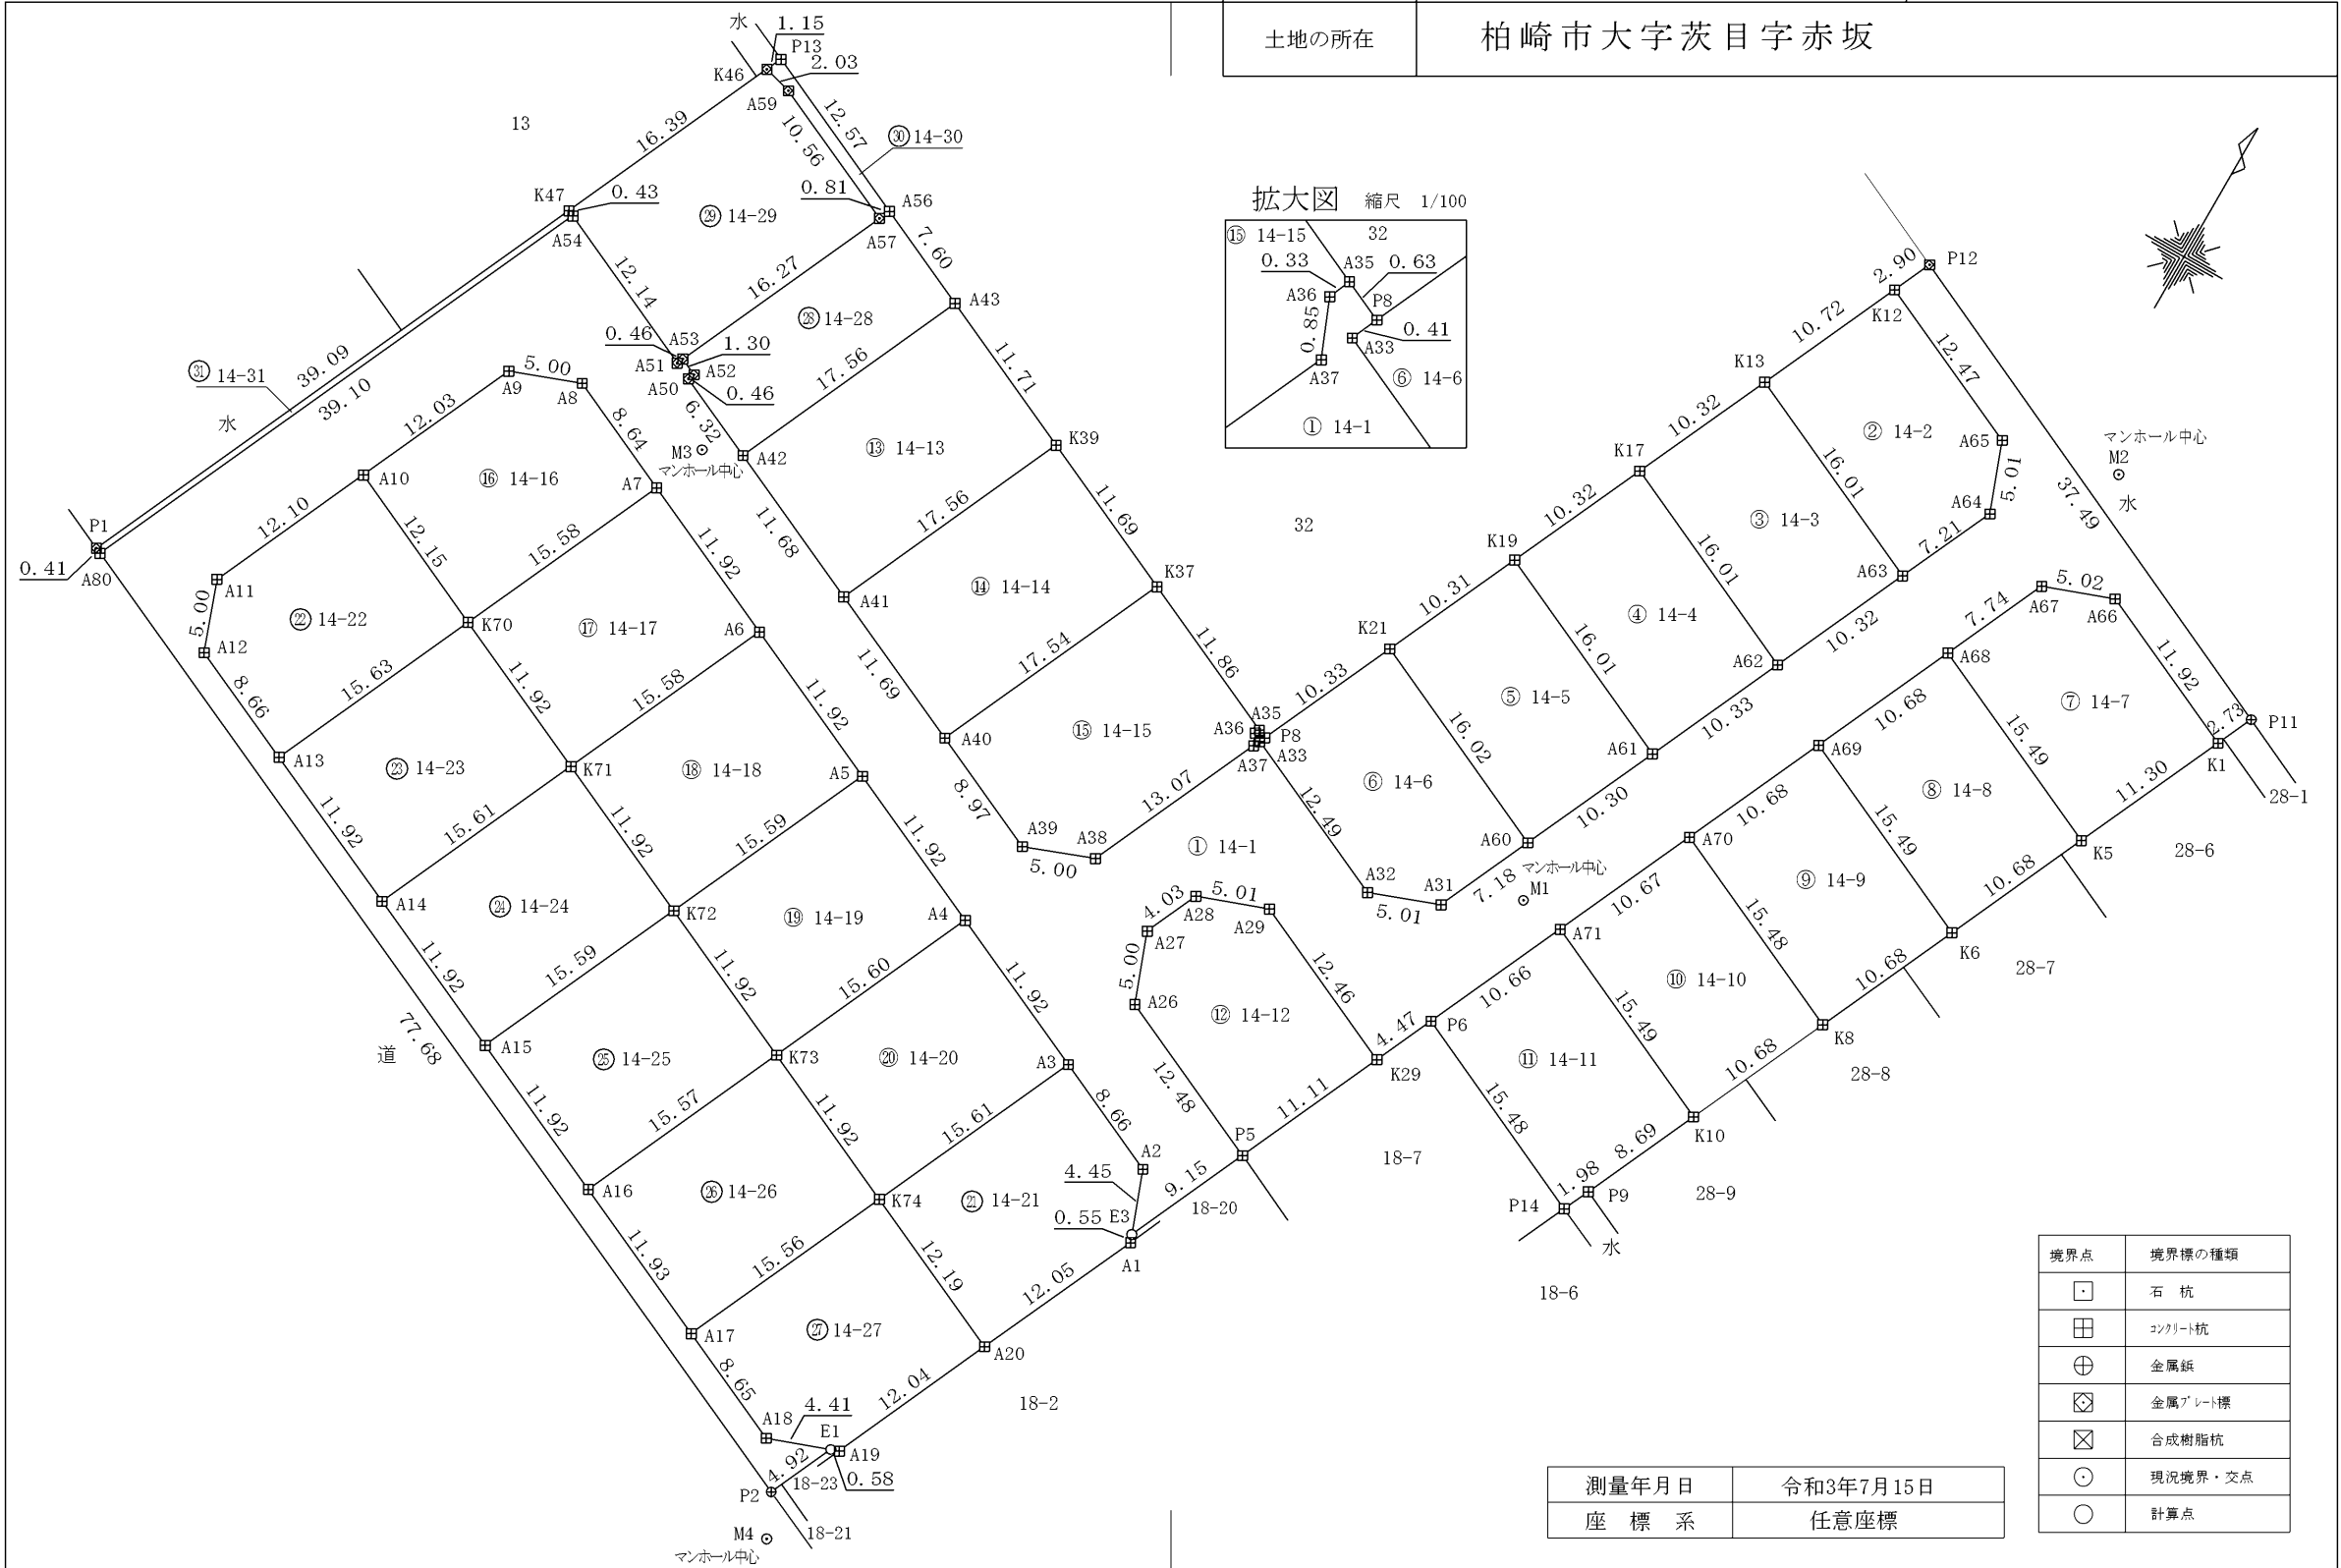 土地の所在 柏崎市大字茨目字赤坂
水 1.15
P13
K46 2.03
A59
13 16.39 10.56 12.57
㉚ 14-30
K47 0.43 0.81 A56
㉙ 14-29
A54 A57
7.60
12.14 16.27
㉘ 14-28 A43
0.46 A53 1.30
A51 A52
A50 0.46
17.56
㉛ 14-31 39.09
39.10
水
A9 5.00 A8
12.03 8.64 6.32
11.71
M3 マンホール中心
A42
⑬ 14-13 K39
A10 ⑯ 14-16 A7
P1
0.41 A80
12.10 12.15 15.58 11.92 11.68 17.56 11.69
A11
5.00
㉒ 14-22
A12
K70 ⑰ 14-17 A6
A41 ⑭ 14-14 K37
8.66 15.63 11.92 15.58 11.92 11.69 17.54 11.86
A13 ㉓ 14-23 K71 ⑱ 14-18 A5
A40 ⑮ 14-15 A36 A35 P8
A37 A33
11.92 15.61 11.92 15.59 11.92 8.97 13.07
A39 A38
5.00
A14 ㉔ 14-24 K72 ⑲ 14-19 A4
11.92 15.59 11.92 15.60 11.92
道 77.68
A15 ㉕ 14-25 K73 ⑳ 14-20 A3
11.92 15.57 11.92 15.61 8.66
A2
4.45
0.55 E3
A16 ㉖ 14-26 K74 ㉑ 14-21
A1
11.93 15.56 12.19 12.05
A17 ㉗ 14-27 A20
8.65 12.04 18-2
A18 4.41
E1
A19
4.92 0.58
P2 18-23
18-21
M4
マンホール中心
拡大図 縮尺 1/100
⑮ 14-15 32
0.33 A35 0.63
A36 P8
0.85 0.41
A33
A37 ⑥ 14-6
① 14-1
32
2.90 P12
K12
10.72
K13 12.47
② 14-2 A65
マンホール中心
M2
水
37.49
10.32
K17 16.01 5.01
A64
③ 14-3 7.21
10.32 A63
K19 16.01
④ 14-4 10.32
10.31 A62
K21 16.01
⑤ 14-5 10.33
10.33 A61
16.02
⑥ 14-6 10.30
12.49 A60
A32 A31 7.18
5.01
マンホール中心
M1
① 14-1
A67 5.02 A66
7.74
A68 11.92
⑦ 14-7 2.73 P11
10.68 15.49 K1
28-1
A69 11.30
⑧ 14-8 K5
28-6
10.68 15.49 10.68
A70 K6
⑨ 14-9 28-7
10.67 15.48 10.68
A71 K8
⑩ 14-10 28-8
10.66 15.49 10.68
P6 K10
⑪ 14-11 28-9
15.48 8.69
1.98 P9
P14
水
18-6
4.03 5.01
A28 A29
A27
5.00
A26
⑫ 14-12
12.46
4.47
K29
12.48 11.11
P5
18-7
9.15
18-20
境界点 境界標の種類
石 杭
コンクリート杭
金属鋲
金属プレート標
合成樹脂杭
現況境界・交点
計算点
測量年月日 令和3年7月15日
座 標 系 任意座標